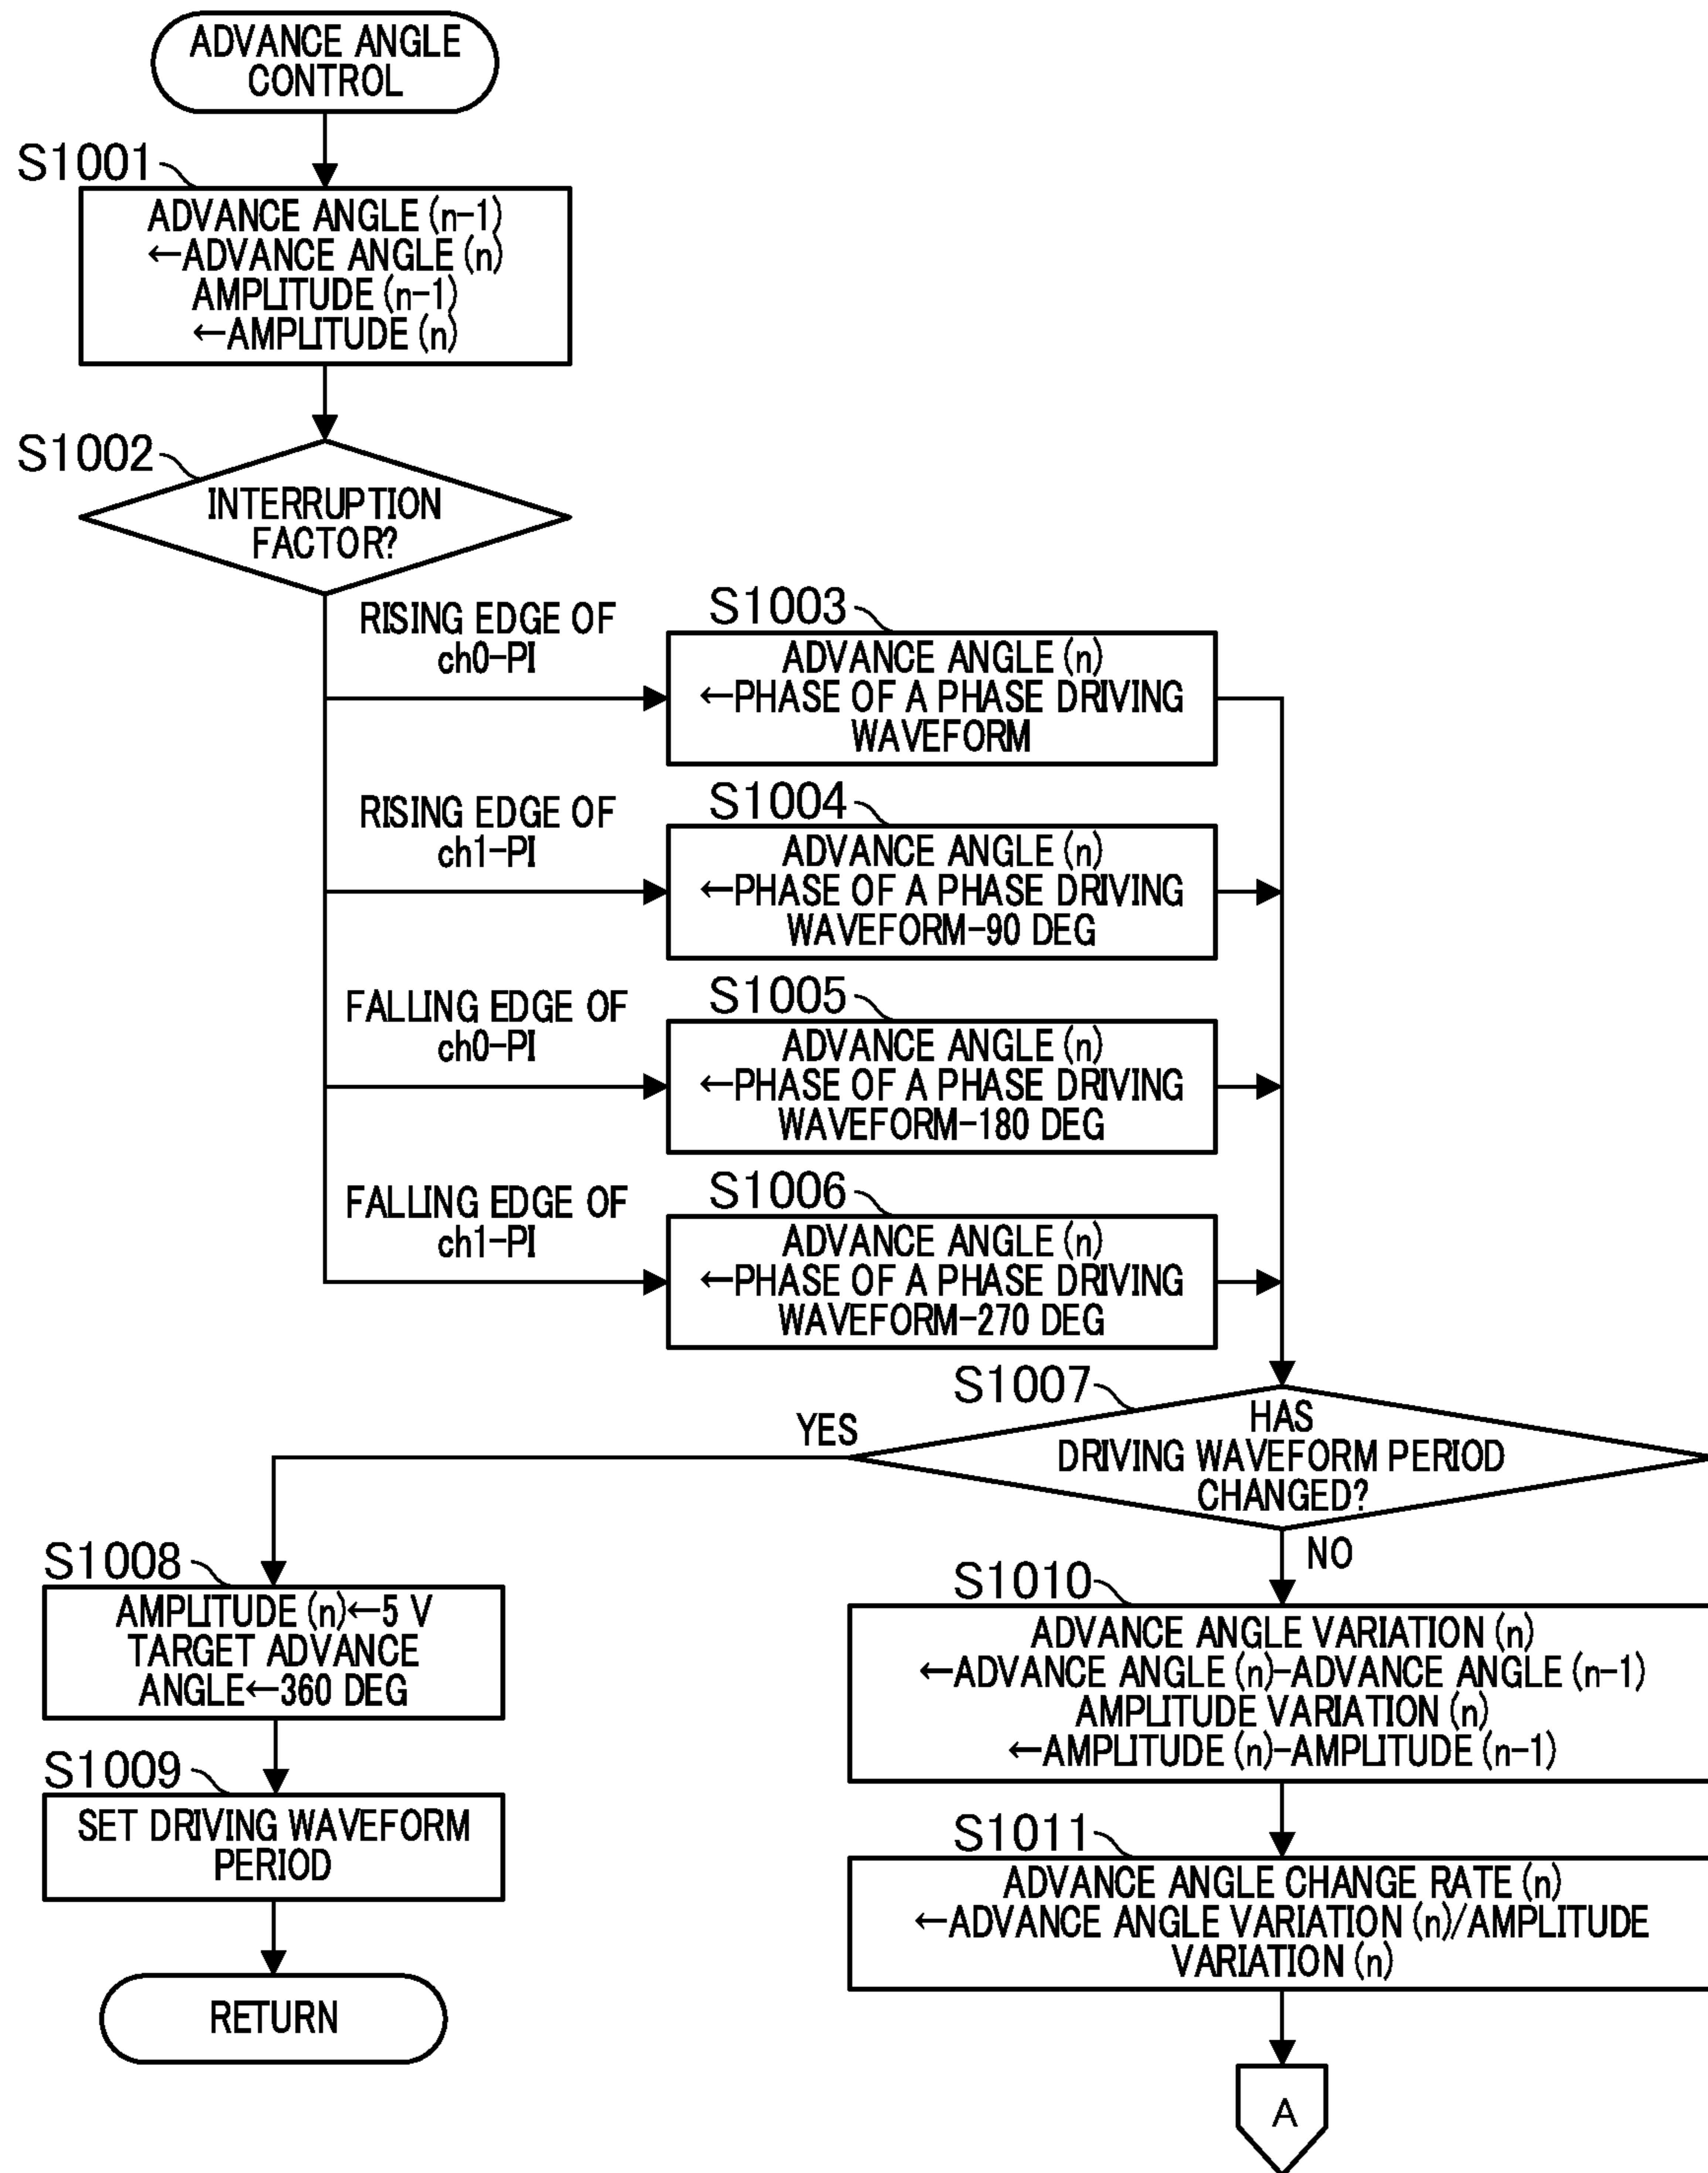 ADVANCE ANGLE
CONTROL
S1001
ADVANCE ANGLE (n-1)
←ADVANCE ANGLE (n)
AMPLITUDE (n-1)
←AMPLITUDE (n)
S1002
INTERRUPTION
FACTOR?
RISING EDGE OF
ch0-PI
S1003
ADVANCE ANGLE (n)
←PHASE OF A PHASE DRIVING
WAVEFORM
RISING EDGE OF
ch1-PI
S1004
ADVANCE ANGLE (n)
←PHASE OF A PHASE DRIVING
WAVEFORM-90 DEG
FALLING EDGE OF
ch0-PI
S1005
ADVANCE ANGLE (n)
←PHASE OF A PHASE DRIVING
WAVEFORM-180 DEG
FALLING EDGE OF
ch1-PI
S1006
ADVANCE ANGLE (n)
←PHASE OF A PHASE DRIVING
WAVEFORM-270 DEG
S1007
HAS
DRIVING WAVEFORM PERIOD
CHANGED?
YES
NO
S1008
AMPLITUDE (n)←5 V
TARGET ADVANCE
ANGLE←360 DEG
S1009
SET DRIVING WAVEFORM
PERIOD
RETURN
S1010
ADVANCE ANGLE VARIATION (n)
←ADVANCE ANGLE (n)-ADVANCE ANGLE (n-1)
AMPLITUDE VARIATION (n)
←AMPLITUDE (n)-AMPLITUDE (n-1)
S1011
ADVANCE ANGLE CHANGE RATE (n)
←ADVANCE ANGLE VARIATION (n)/AMPLITUDE
VARIATION (n)
A